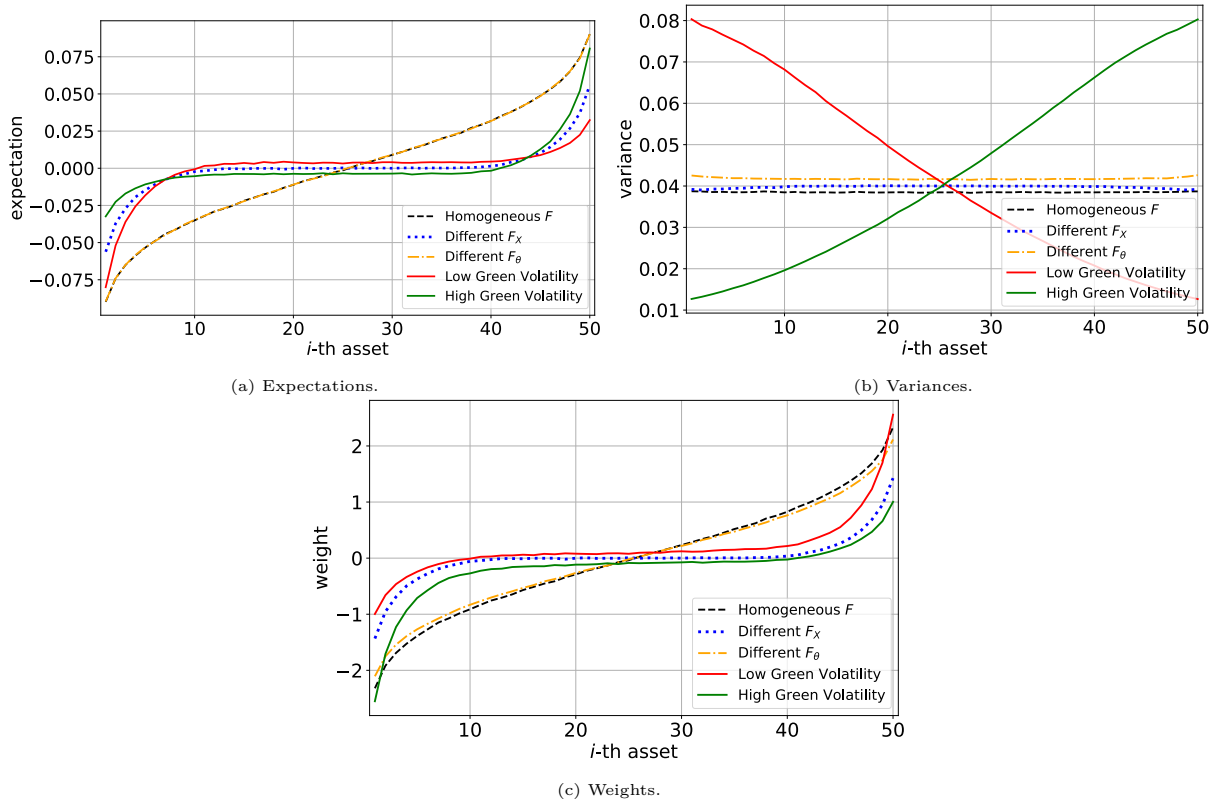 0.075
0.050
0.025
0.000
−0.025
−0.050
−0.075
expectation
10 20 30 40 50
i-th asset
Homogeneous F
Different F_X
Different F_θ
Low Green Volatility
High Green Volatility
(a) Expectations.
0.08
0.07
0.06
0.05
0.04
0.03
0.02
0.01
variance
10 20 30 40 50
i-th asset
Homogeneous F
Different F_X
Different F_θ
Low Green Volatility
High Green Volatility
(b) Variances.
2
1
0
−1
−2
weight
10 20 30 40 50
i-th asset
Homogeneous F
Different F_X
Different F_θ
Low Green Volatility
High Green Volatility
(c) Weights.